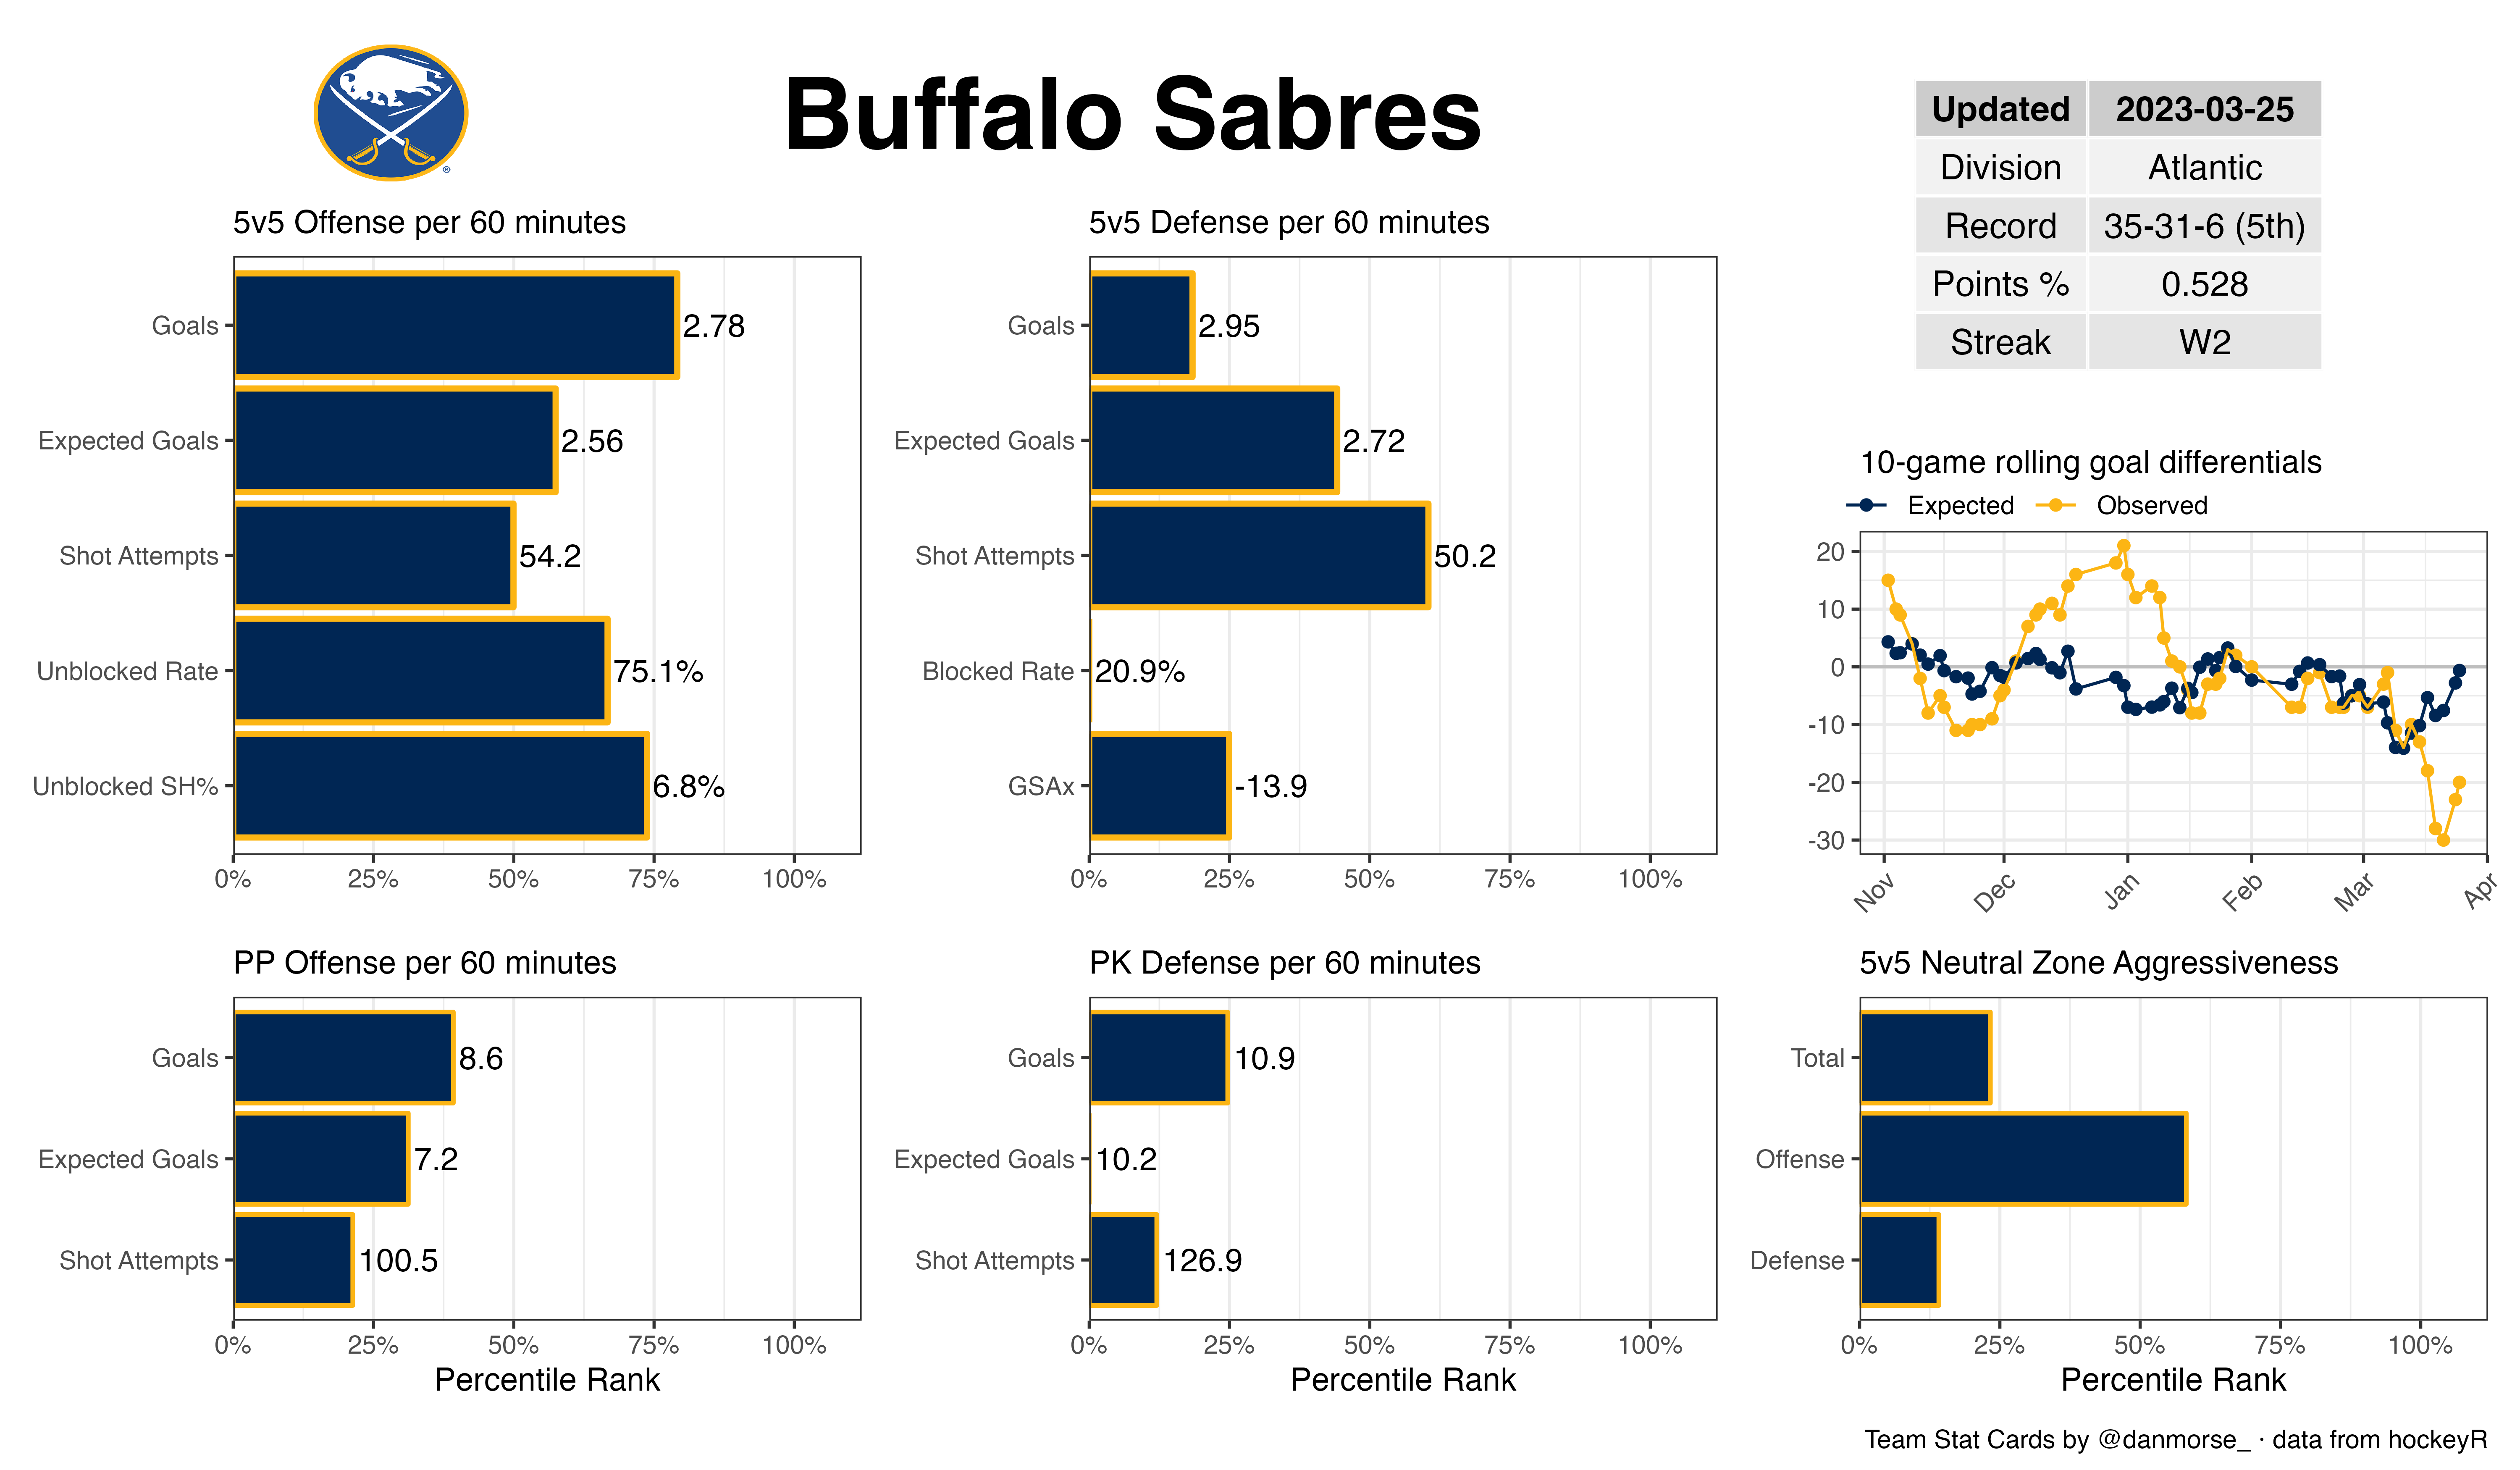 Buffalo Sabres
®
Updated 2023-03-25
Division Atlantic
Record 35-31-6 (5th)
Points % 0.528
Streak W2
5v5 Offense per 60 minutes
Goals 2.78
Expected Goals 2.56
Shot Attempts 54.2
Unblocked Rate 75.1%
Unblocked SH% 6.8%
0% 25% 50% 75% 100%
5v5 Defense per 60 minutes
Goals 2.95
Expected Goals 2.72
Shot Attempts 50.2
Blocked Rate 20.9%
GSAx -13.9
0% 25% 50% 75% 100%
10-game rolling goal differentials
Expected Observed
20
10
0
-10
-20
-30
Nov Dec Jan Feb Mar Apr
PP Offense per 60 minutes
Goals 8.6
Expected Goals 7.2
Shot Attempts 100.5
0% 25% 50% 75% 100%
Percentile Rank
PK Defense per 60 minutes
Goals 10.9
Expected Goals 10.2
Shot Attempts 126.9
0% 25% 50% 75% 100%
Percentile Rank
5v5 Neutral Zone Aggressiveness
Total
Offense
Defense
0% 25% 50% 75% 100%
Percentile Rank
Team Stat Cards by @danmorse_ · data from hockeyR